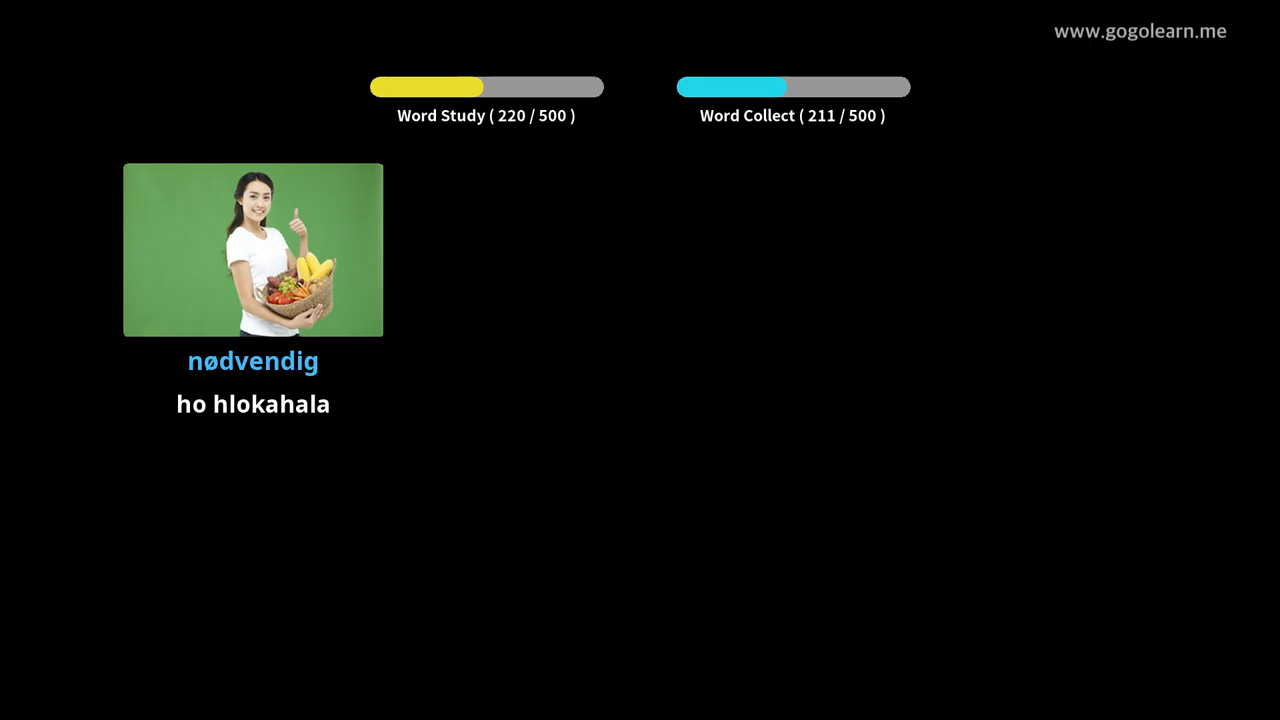 www.gogolearn.me
Word Study ( 220 / 500 )
Word Collect ( 211 / 500 )
nødvendig
ho hlokahala